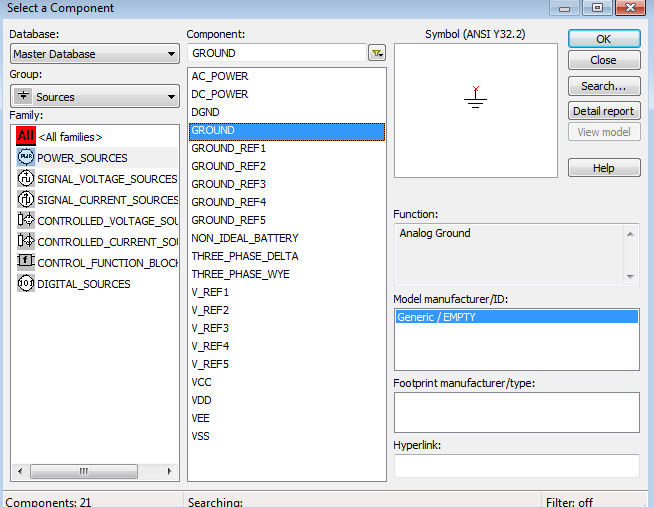 Select a Component
Database:
Master Database
Group:
Sources
Family:
All <All families>
POWER_SOURCES
SIGNAL_VOLTAGE_SOURCES
SIGNAL_CURRENT_SOU
CONTROLLED_VOLTAGE_SOU
CONTROLLED_CURRENT_SOU
CONTROL_FUNCTION_BLOCK
DIGITAL_SOURCES
Component:
GROUND
AC_POWER
DC_POWER
DGND
GROUND
GROUND_REF1
GROUND_REF2
GROUND_REF3
GROUND_REF4
GROUND_REF5
NON_IDEAL_BATTERY
THREE_PHASE_DELTA
THREE_PHASE_WYE
V_REF1
V_REF2
V_REF3
V_REF4
V_REF5
VCC
VDD
VEE
VSS
Symbol (ANSI Y32.2)
OK
Close
Search...
Detail report
View model
Help
Function:
Analog Ground
Model manufacturer/ID:
Generic / EMPTY
Footprint manufacturer/type:
Hyperlink:
Components: 21
Searching:
Filter: off